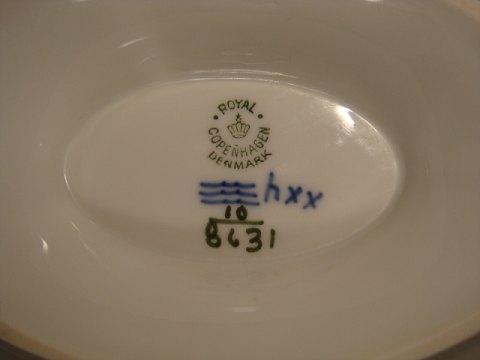 ROYAL
COPENHAGEN
DENMARK
hxx
10
8631